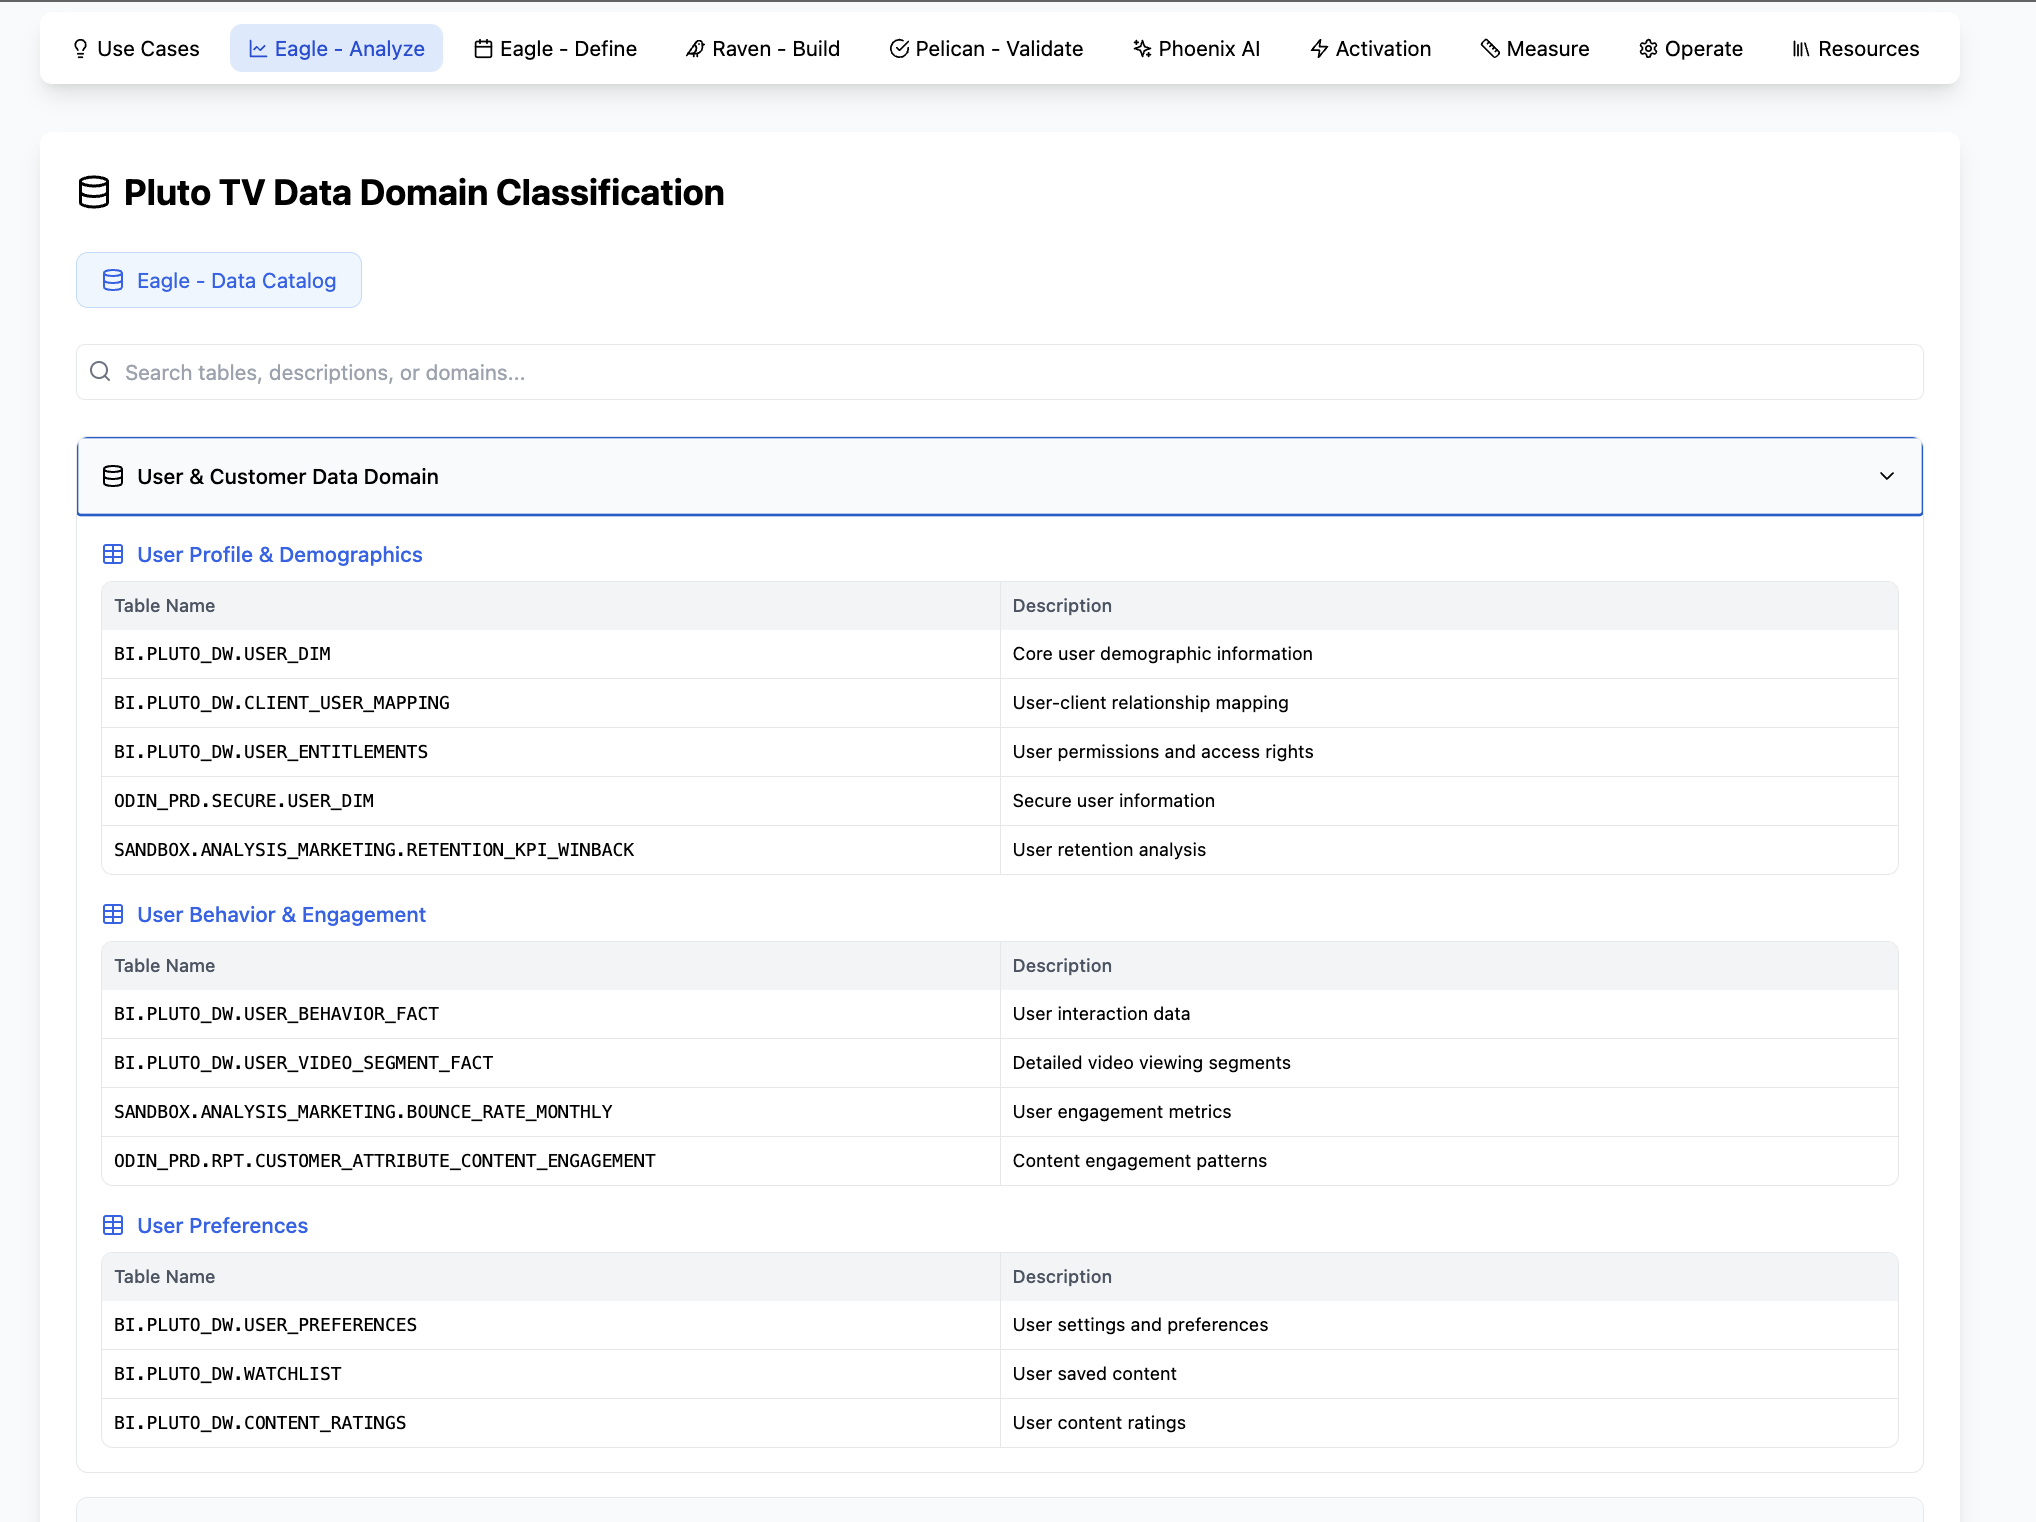 Use Cases Eagle - Analyze Eagle - Define Raven - Build Pelican - Validate Phoenix AI Activation Measure Operate Resources
Pluto TV Data Domain Classification
Eagle - Data Catalog
Search tables, descriptions, or domains...
User & Customer Data Domain
User Profile & Demographics
Table Name Description
BI.PLUTO_DW.USER_DIM Core user demographic information
BI.PLUTO_DW.CLIENT_USER_MAPPING User-client relationship mapping
BI.PLUTO_DW.USER_ENTITLEMENTS User permissions and access rights
ODIN_PRD.SECURE.USER_DIM Secure user information
SANDBOX.ANALYSIS_MARKETING.RETENTION_KPI_WINBACK User retention analysis
User Behavior & Engagement
Table Name Description
BI.PLUTO_DW.USER_BEHAVIOR_FACT User interaction data
BI.PLUTO_DW.USER_VIDEO_SEGMENT_FACT Detailed video viewing segments
SANDBOX.ANALYSIS_MARKETING.BOUNCE_RATE_MONTHLY User engagement metrics
ODIN_PRD.RPT.CUSTOMER_ATTRIBUTE_CONTENT_ENGAGEMENT Content engagement patterns
User Preferences
Table Name Description
BI.PLUTO_DW.USER_PREFERENCES User settings and preferences
BI.PLUTO_DW.WATCHLIST User saved content
BI.PLUTO_DW.CONTENT_RATINGS User content ratings